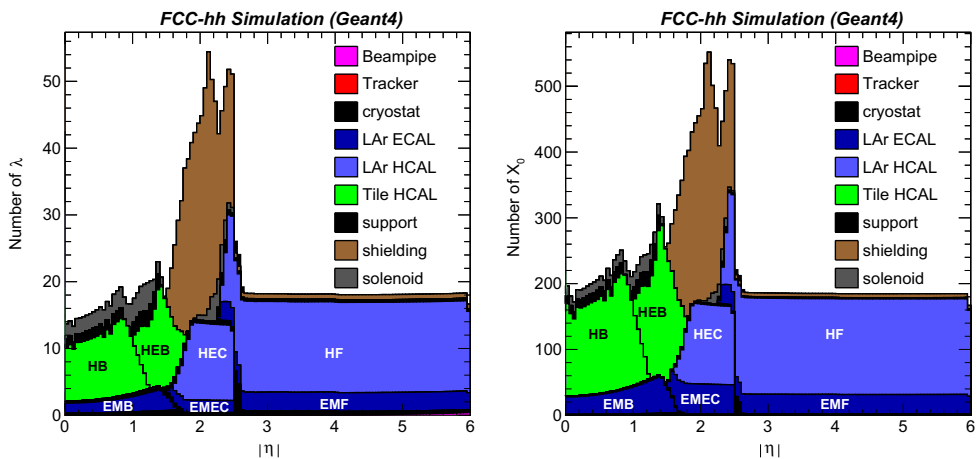 FCC-hh Simulation (Geant4)
Number of λ
50
40
30
20
10
0
Beampipe
Tracker
cryostat
LAr ECAL
LAr HCAL
Tile HCAL
support
shielding
solenoid
HB
HEB
HEC
HF
EMB
EMEC
EMF
0 1 2 3 4 5 6
|η|
FCC-hh Simulation (Geant4)
Number of X₀
500
400
300
200
100
0
Beampipe
Tracker
cryostat
LAr ECAL
LAr HCAL
Tile HCAL
support
shielding
solenoid
HB
HEB
HEC
HF
EMB
EMEC
EMF
0 1 2 3 4 5 6
|η|